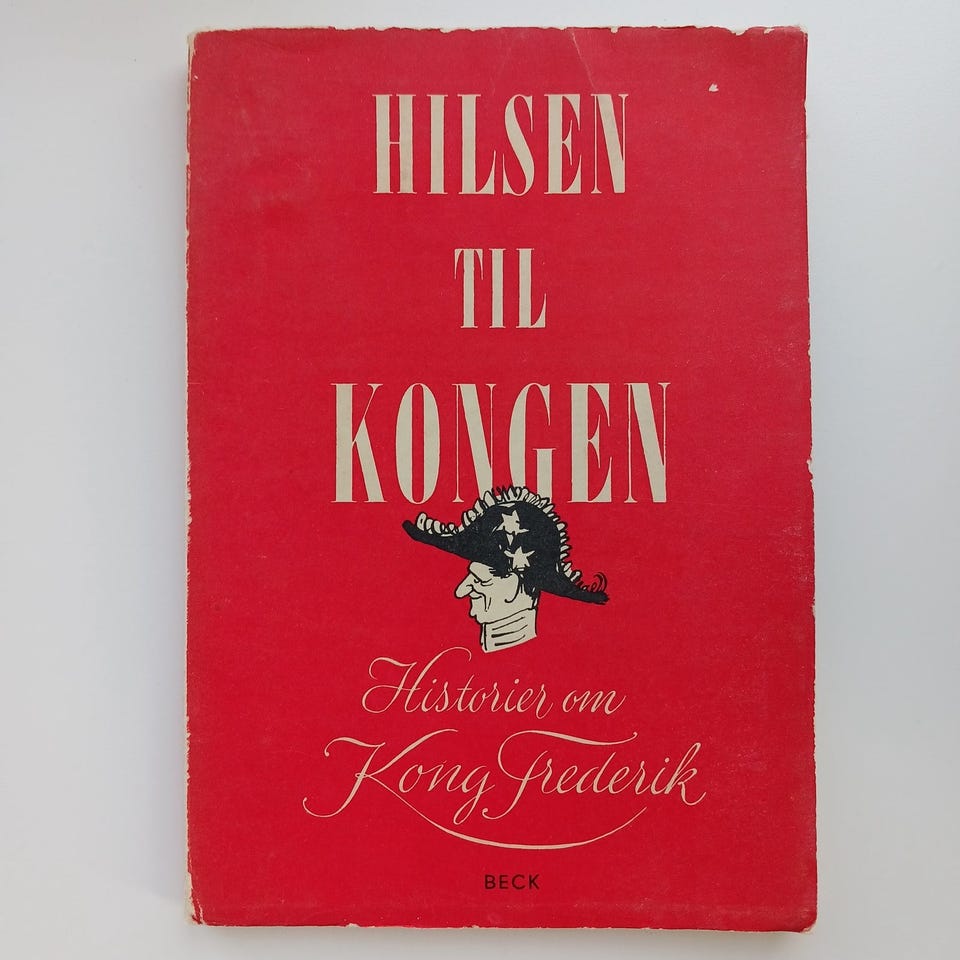 HILSEN
TIL
KONGEN
Historier om
Kong Frederik
BECK